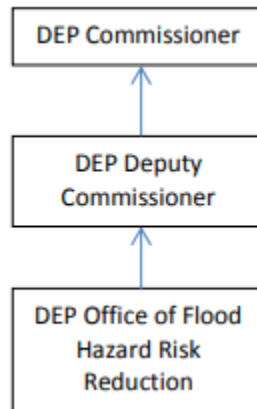 DEP Commissioner
DEP Deputy
Commissioner
DEP Office of Flood
Hazard Risk
Reduction